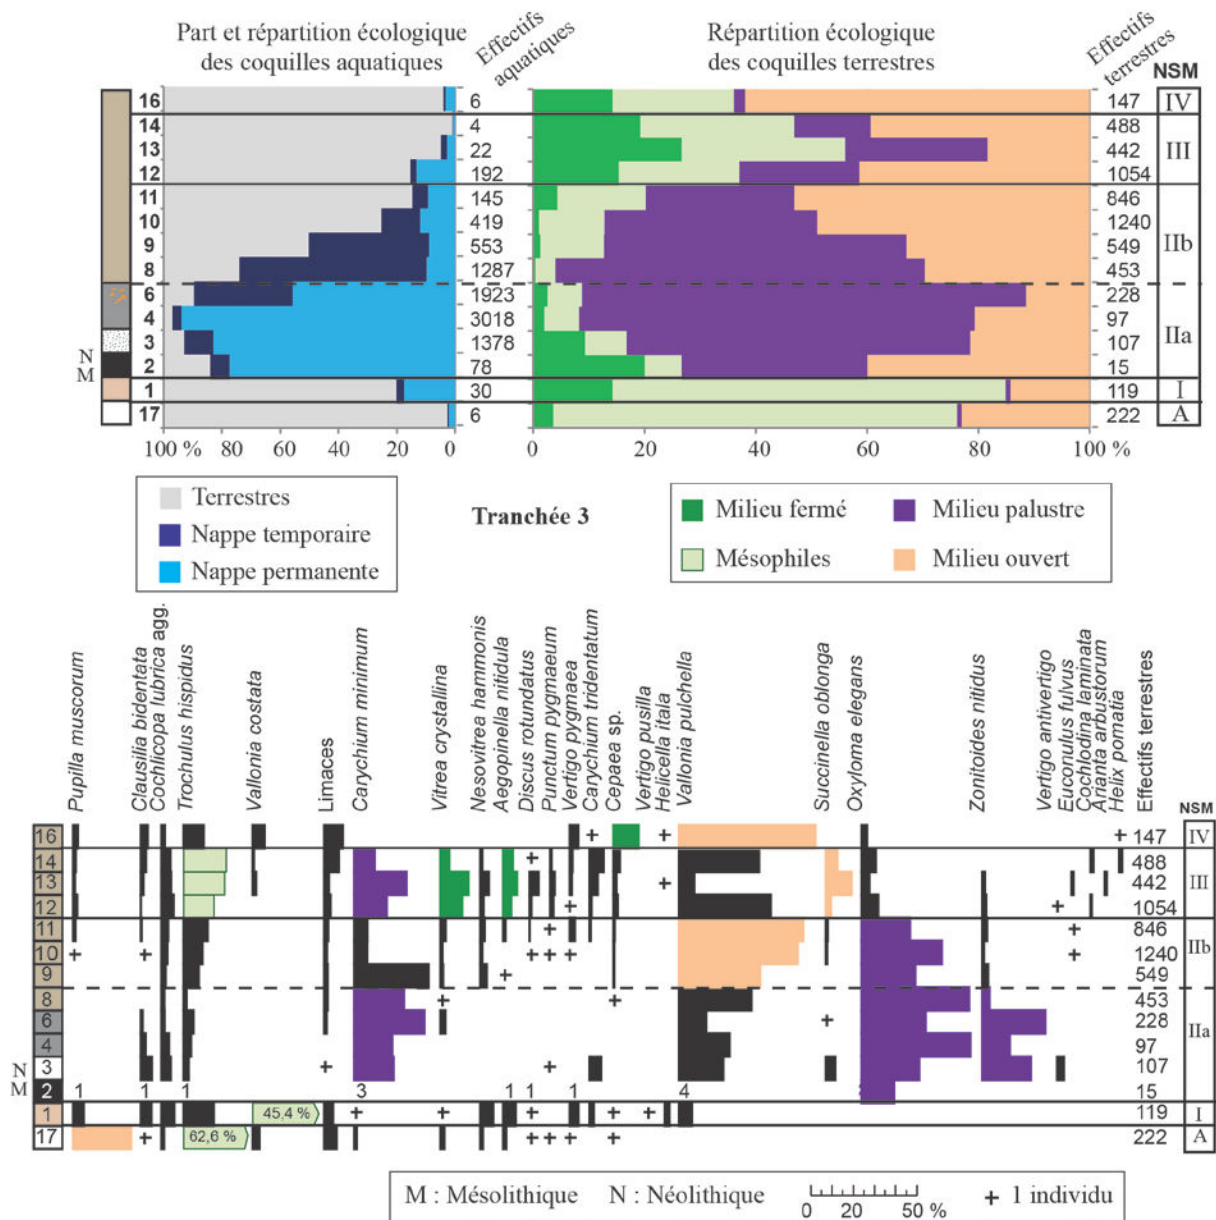 Part et répartition écologique
des coquilles aquatiques
Effectifs
aquatiques
Répartition écologique
des coquilles terrestres
Effectifs
terrestres
NSM
16 6 147 IV
14 4 488
13 22 442 III
12 192 1054
11 145 846
10 419 1240
9 553 549 IIb
8 1287 453
6 1923 228
4 3018 97
N 3 1378 107 IIa
M 2 78 15
1 30 119 I
17 6 222 A
100 % 80 60 40 20 0 0 20 40 60 80 100 %
Terrestres
Nappe temporaire
Nappe permanente
Tranchée 3
Milieu fermé
Milieu palustre
Mésophiles
Milieu ouvert
Pupilla muscorum
Clausilia bidentata
Cochlicopa lubrica agg.
Trochulus hispidus
Vallonia costata
Limaces
Carychium minimum
Vitrea crystallina
Nesovitrea hammonis
Aegopinella nitidula
Discus rotundatus
Punctum pygmaeum
Vertigo pygmaea
Carychium tridentatum
Cepaea sp.
Vertigo pusilla
Helicella itala
Vallonia pulchella
Succinella oblonga
Oxyloma elegans
Zonitoides nitidus
Vertigo antivertigo
Euconulus fulvus
Cochlodina laminata
Arianta arbustorum
Helix pomatia
Effectifs terrestres
NSM
16 + + + 147 IV
14 + 488
13 + 442 III
12 + + 1054
11 + + 846
10 + + + + + + 1240 IIb
9 + 549
8 + + 453
6 + 228 IIa
4 97
N 3 + + 107
M 2 1 1 1 3 1 1 1 4 15
1 45,4 % + + + + + + 119 I
17 + 62,6 % + + + + 222 A
M : Mésolithique N : Néolithique 0 20 50 % + 1 individu